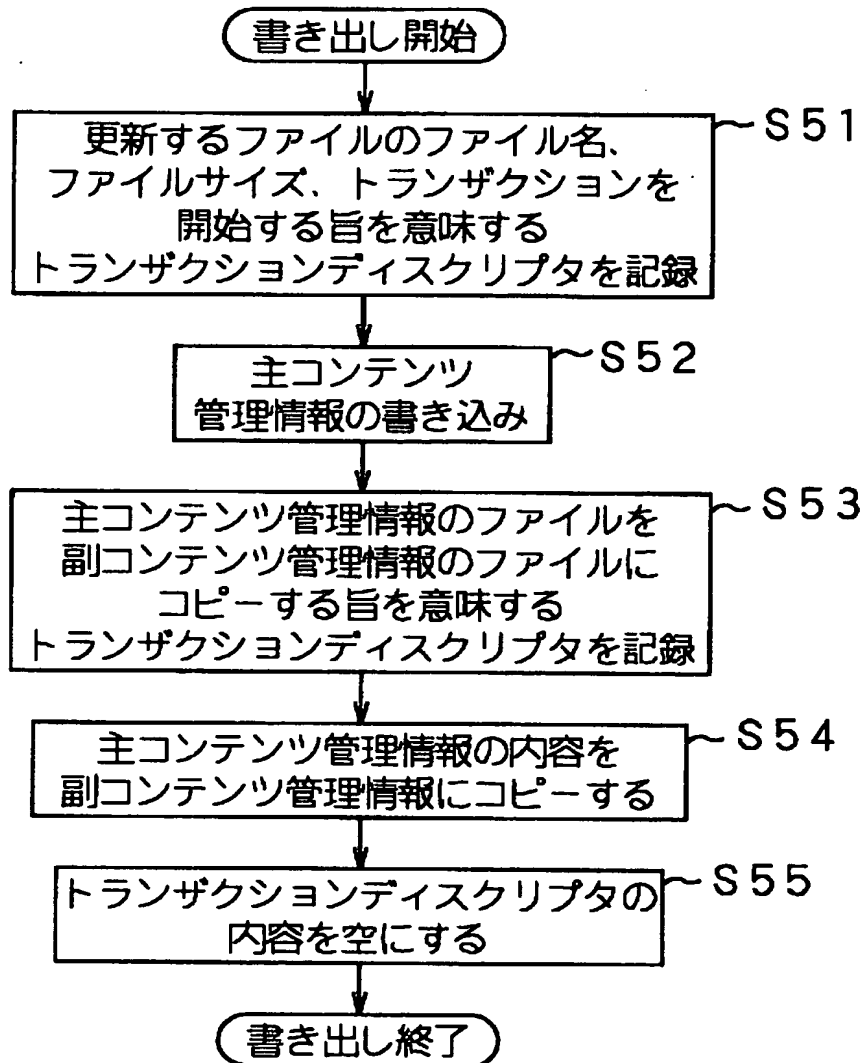 書き出し開始
S51
更新するファイルのファイル名、
ファイルサイズ、トランザクションを
開始する旨を意味する
トランザクションディスクリプタを記録
S52
主コンテンツ
管理情報の書き込み
S53
主コンテンツ管理情報のファイルを
副コンテンツ管理情報のファイルに
コピーする旨を意味する
トランザクションディスクリプタを記録
S54
主コンテンツ管理情報の内容を
副コンテンツ管理情報にコピーする
S55
トランザクションディスクリプタの
内容を空にする
書き出し終了